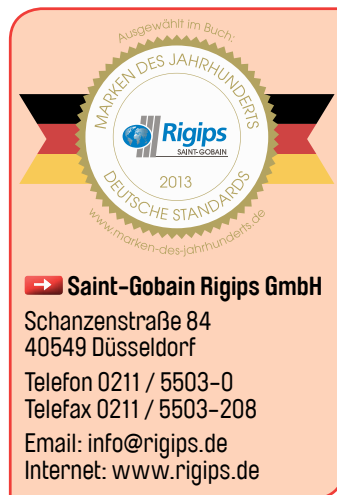 Ausgewählt im Buch:
MARKEN DES JAHRHUNDERTS
Rigips
SAINT-GOBAIN
2013
DEUTSCHE STANDARDS
www.marken-des-jahrhunderts.de
Saint-Gobain Rigips GmbH
Schanzenstraße 84
40549 Düsseldorf
Telefon 0211 / 5503-0
Telefax 0211 / 5503-208
Email: info@rigips.de
Internet: www.rigips.de